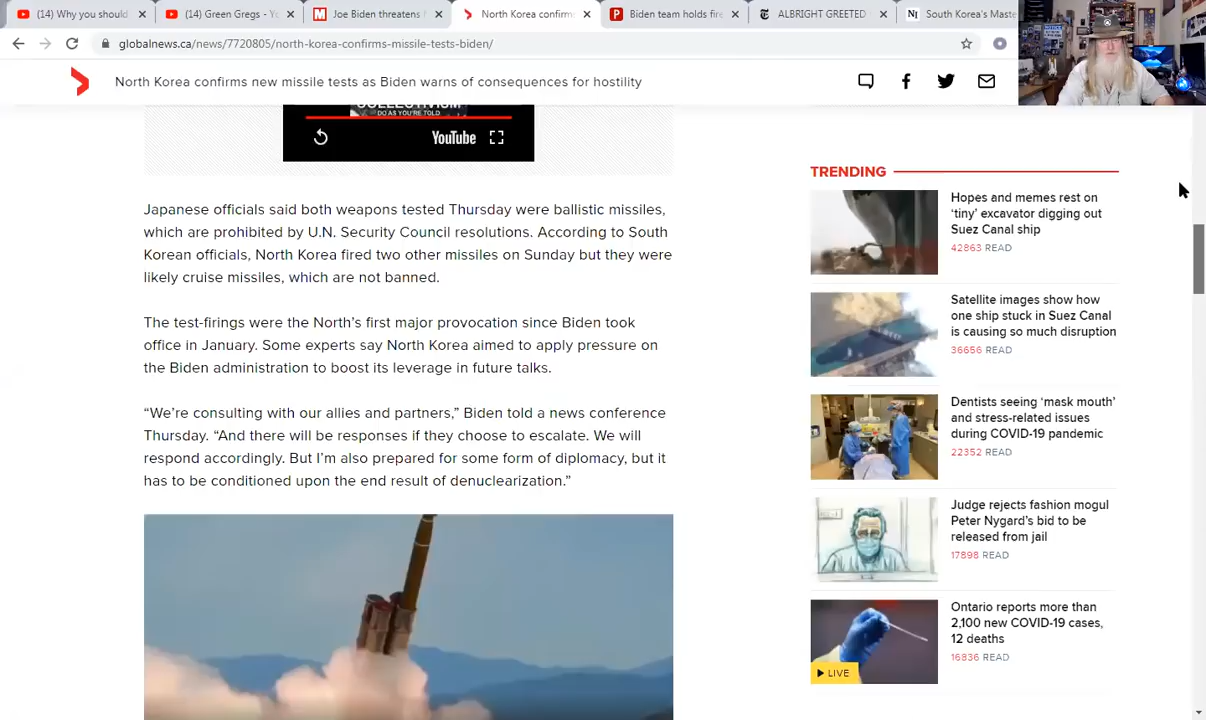 (14) Why you should
(14) Green Gregs - Yo
Joe Biden threatens
North Korea confirm
Biden team holds fire
ALBRIGHT GREETED
South Korea's Maste
globalnews.ca/news/7720805/north-korea-confirms-missile-tests-biden/
North Korea confirms new missile tests as Biden warns of consequences for hostility
COLLECTIVISM
DO AS YOU'RE TOLD
YouTube
Japanese officials said both weapons tested Thursday were ballistic missiles,
which are prohibited by U.N. Security Council resolutions. According to South
Korean officials, North Korea fired two other missiles on Sunday but they were
likely cruise missiles, which are not banned.
The test-firings were the North's first major provocation since Biden took
office in January. Some experts say North Korea aimed to apply pressure on
the Biden administration to boost its leverage in future talks.
“We're consulting with our allies and partners,” Biden told a news conference
Thursday. “And there will be responses if they choose to escalate. We will
respond accordingly. But I'm also prepared for some form of diplomacy, but it
has to be conditioned upon the end result of denuclearization.”
TRENDING
Hopes and memes rest on
‘tiny’ excavator digging out
Suez Canal ship
42863 READ
Satellite images show how
one ship stuck in Suez Canal
is causing so much disruption
36656 READ
Dentists seeing ‘mask mouth’
and stress-related issues
during COVID-19 pandemic
22352 READ
Judge rejects fashion mogul
Peter Nygard's bid to be
released from jail
17898 READ
Ontario reports more than
2,100 new COVID-19 cases,
12 deaths
16836 READ
LIVE